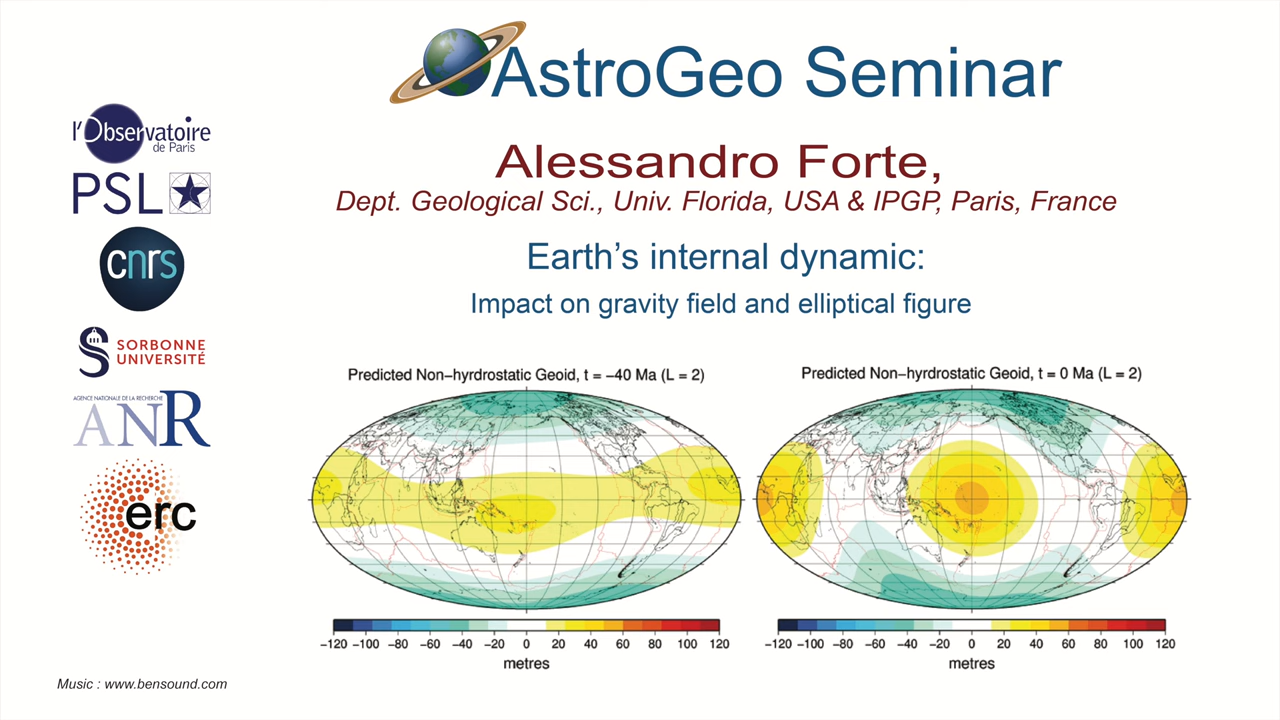 AstroGeo Seminar
Alessandro Forte,
Dept. Geological Sci., Univ. Florida, USA & IPGP, Paris, France
Earth's internal dynamic:
Impact on gravity field and elliptical figure
l'Observatoire
de Paris
PSL
cnrs
SORBONNE
UNIVERSITÉ
AGENCE NATIONALE DE LA RECHERCHE
ANR
erc
Predicted Non-hyrdrostatic Geoid, t = -40 Ma (L = 2)
-120 -100 -80 -60 -40 -20 0 20 40 60 80 100 120
metres
Predicted Non-hyrdrostatic Geoid, t = 0 Ma (L = 2)
-120 -100 -80 -60 -40 -20 0 20 40 60 80 100 120
metres
Music : www.bensound.com